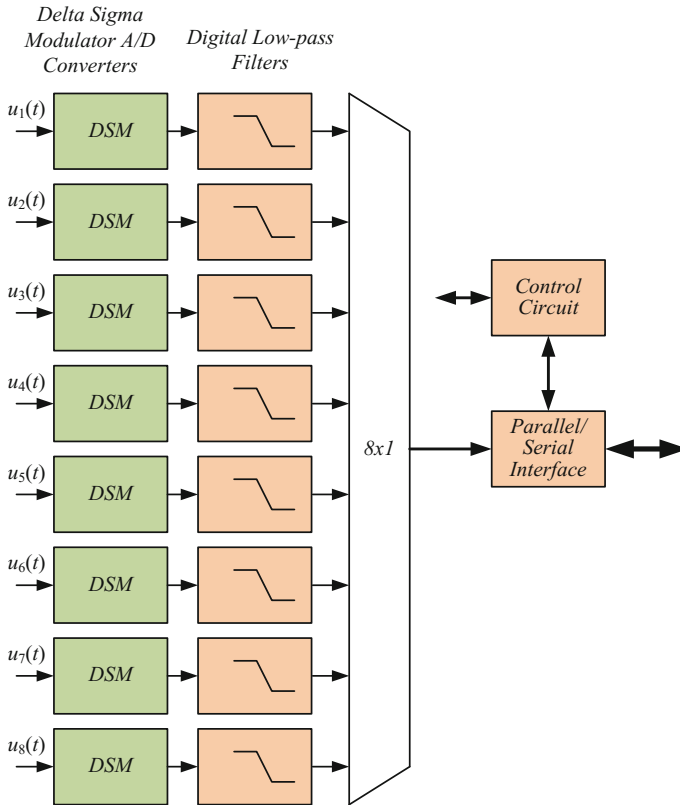 Delta Sigma
Modulator A/D
Converters
Digital Low-pass
Filters
u1(t)
DSM
u2(t)
DSM
u3(t)
DSM
u4(t)
DSM
u5(t)
DSM
u6(t)
DSM
u7(t)
DSM
u8(t)
DSM
8x1
Control
Circuit
Parallel/
Serial
Interface